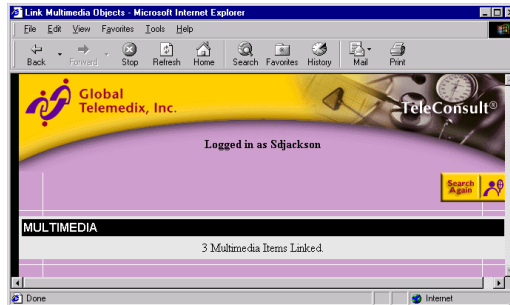 Link Multimedia Objects - Microsoft Internet Explorer
File Edit View Favorites Tools Help
Back Forward Stop Refresh Home Search Favorites History Mail Print
Global
Telemedix, Inc.
TeleConsult®
Logged in as Sdjackson
Search
Again
MULTIMEDIA
3 Multimedia Items Linked.
Done Internet